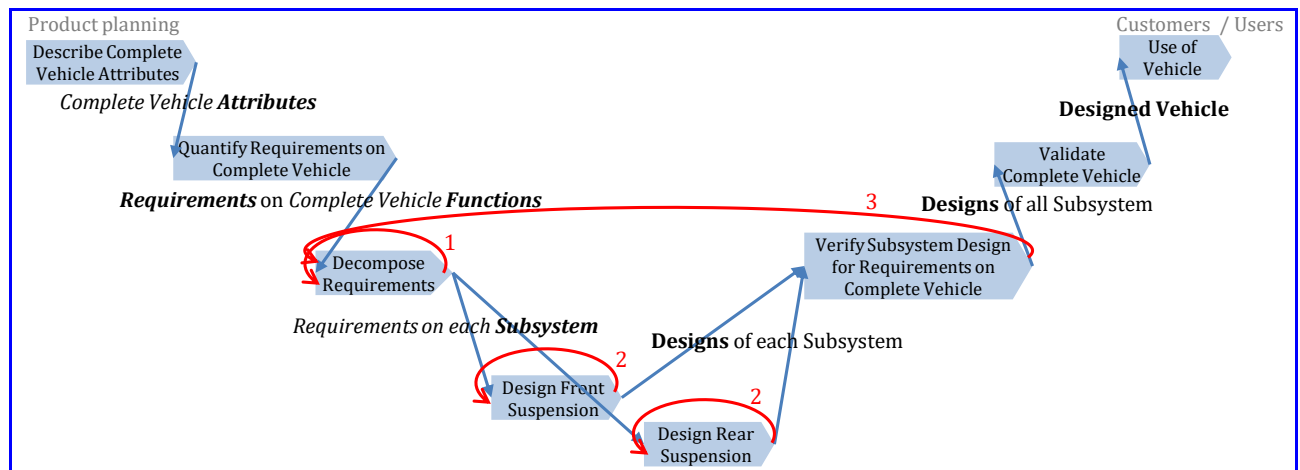 Product planning
Customers / Users
Describe Complete
Vehicle Attributes
Use of
Vehicle
Complete Vehicle Attributes
Designed Vehicle
Quantify Requirements on
Complete Vehicle
Validate
Complete Vehicle
Requirements on Complete Vehicle Functions
3
Designs of all Subsystem
1
Decompose
Requirements
Verify Subsystem Design
for Requirements on
Complete Vehicle
Requirements on each Subsystem
Designs of each Subsystem
2
Design Front
Suspension
2
Design Rear
Suspension